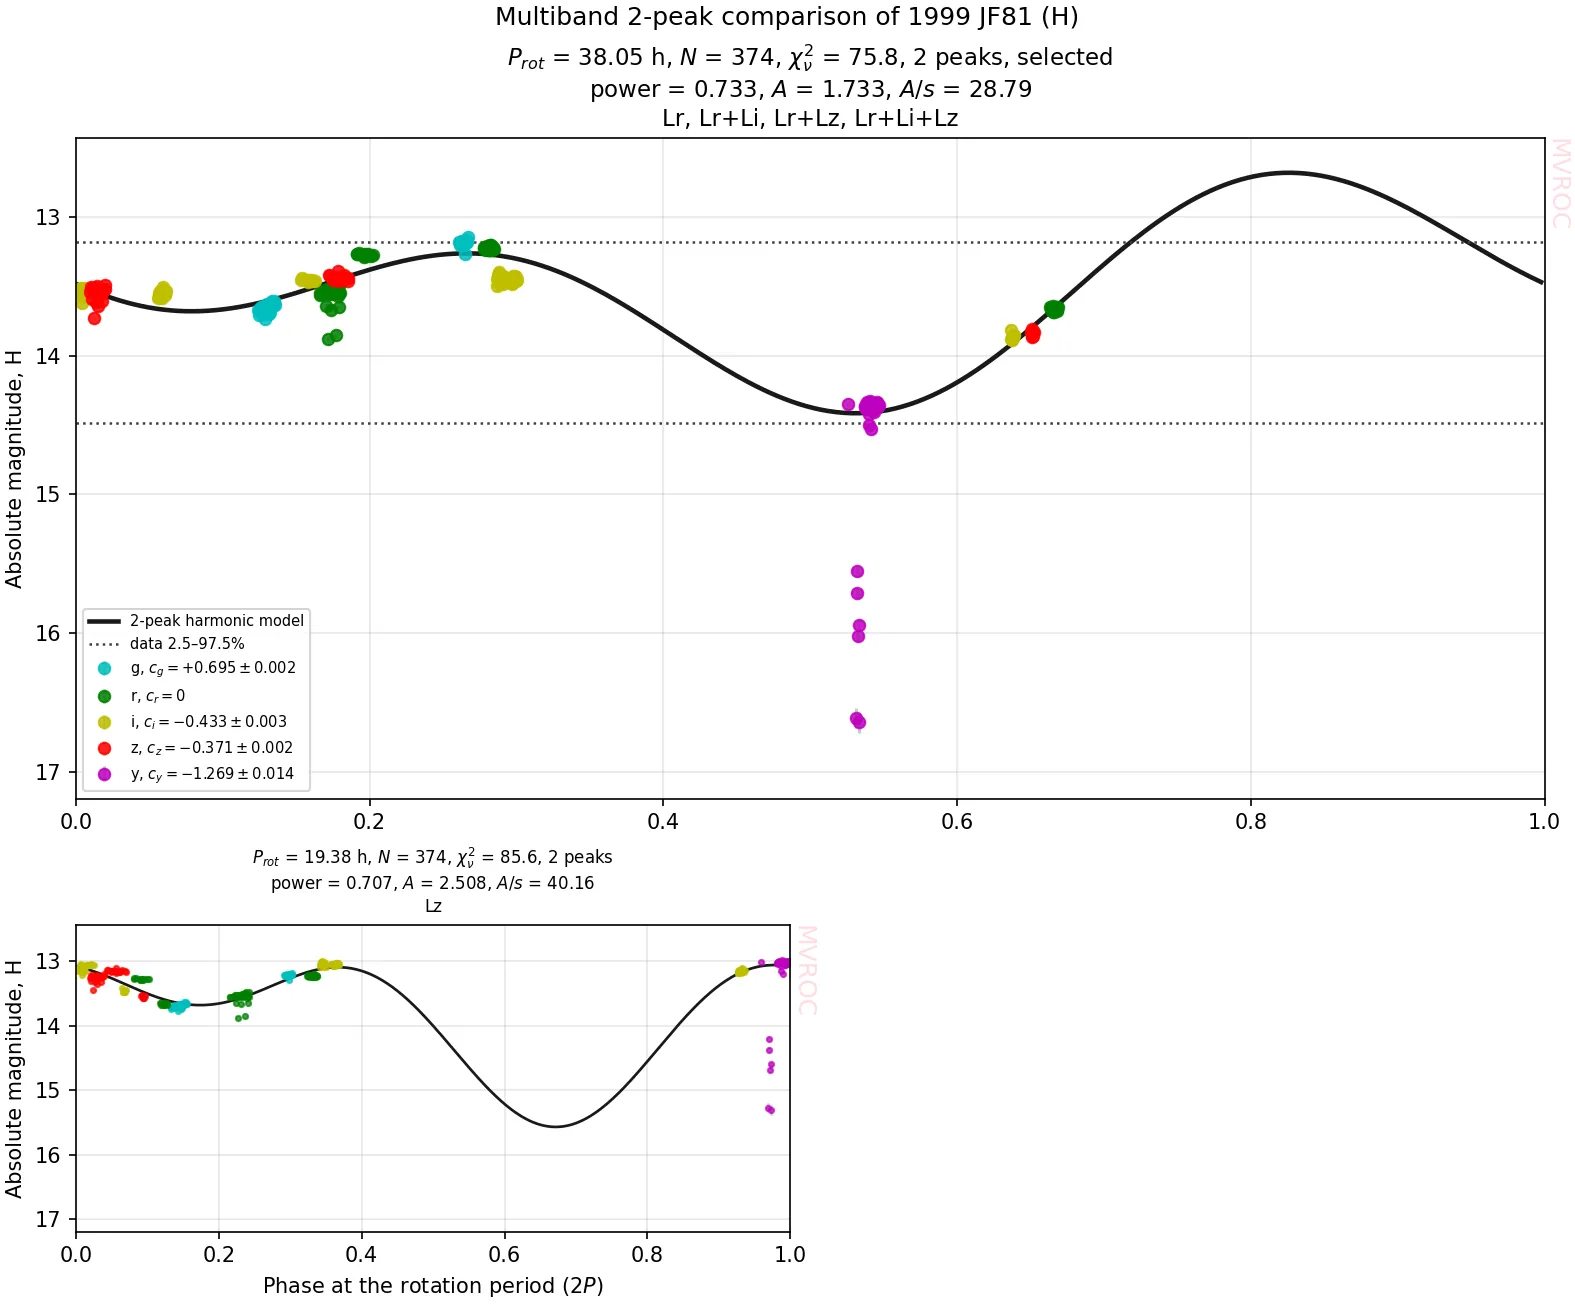 Multiband 2-peak comparison of 1999 JF81 (H)
P_rot = 38.05 h, N = 374, χ²_ν = 75.8, 2 peaks, selected
power = 0.733, A = 1.733, A/s = 28.79
Lr, Lr+Li, Lr+Lz, Lr+Li+Lz
MVROC
13
14
15
16
17
Absolute magnitude, H
2-peak harmonic model
data 2.5–97.5%
g, c_g = +0.695 ± 0.002
r, c_r = 0
i, c_i = −0.433 ± 0.003
z, c_z = −0.371 ± 0.002
y, c_y = −1.269 ± 0.014
0.0 0.2 0.4 0.6 0.8 1.0
P_rot = 19.38 h, N = 374, χ²_ν = 85.6, 2 peaks
power = 0.707, A = 2.508, A/s = 40.16
Lz
MVROC
13
14
15
16
17
Absolute magnitude, H
0.0 0.2 0.4 0.6 0.8 1.0
Phase at the rotation period (2P)